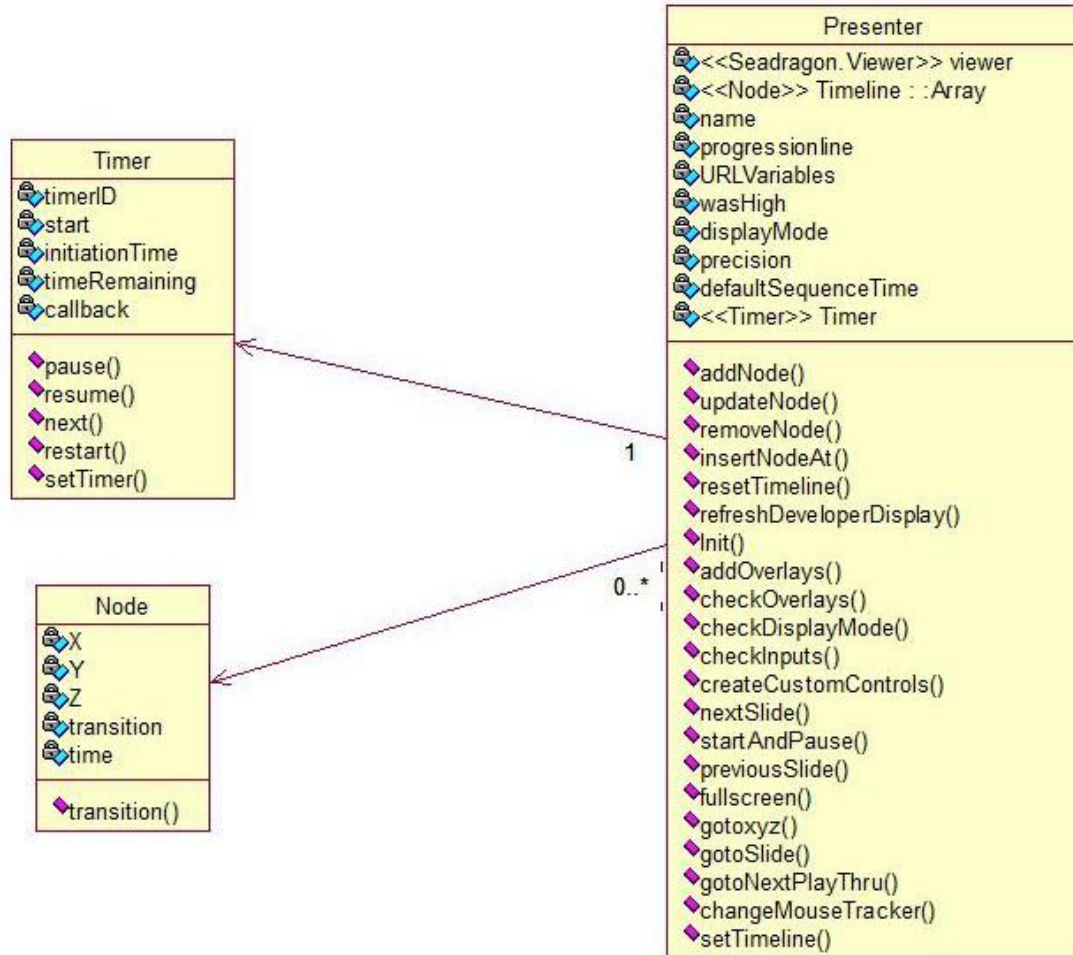 Timer
timerID
start
initiationTime
timeRemaining
callback
pause()
resume()
next()
restart()
setTimer()
Node
X
Y
Z
transition
time
transition()
1
0..*
Presenter
<<Seadragon.Viewer>> viewer
<<Node>> Timeline : :Array
name
progressionline
URLVariables
wasHigh
displayMode
precision
defaultSequenceTime
<<Timer>> Timer
addNode()
updateNode()
removeNode()
insertNodeAt()
resetTimeline()
refreshDeveloperDisplay()
Init()
addOverlays()
checkOverlays()
checkDisplayMode()
checkInputs()
createCustomControls()
nextSlide()
startAndPause()
previousSlide()
fullscreen()
gotoxyz()
gotoSlide()
gotoNextPlayThru()
changeMouseTracker()
setTimeline()